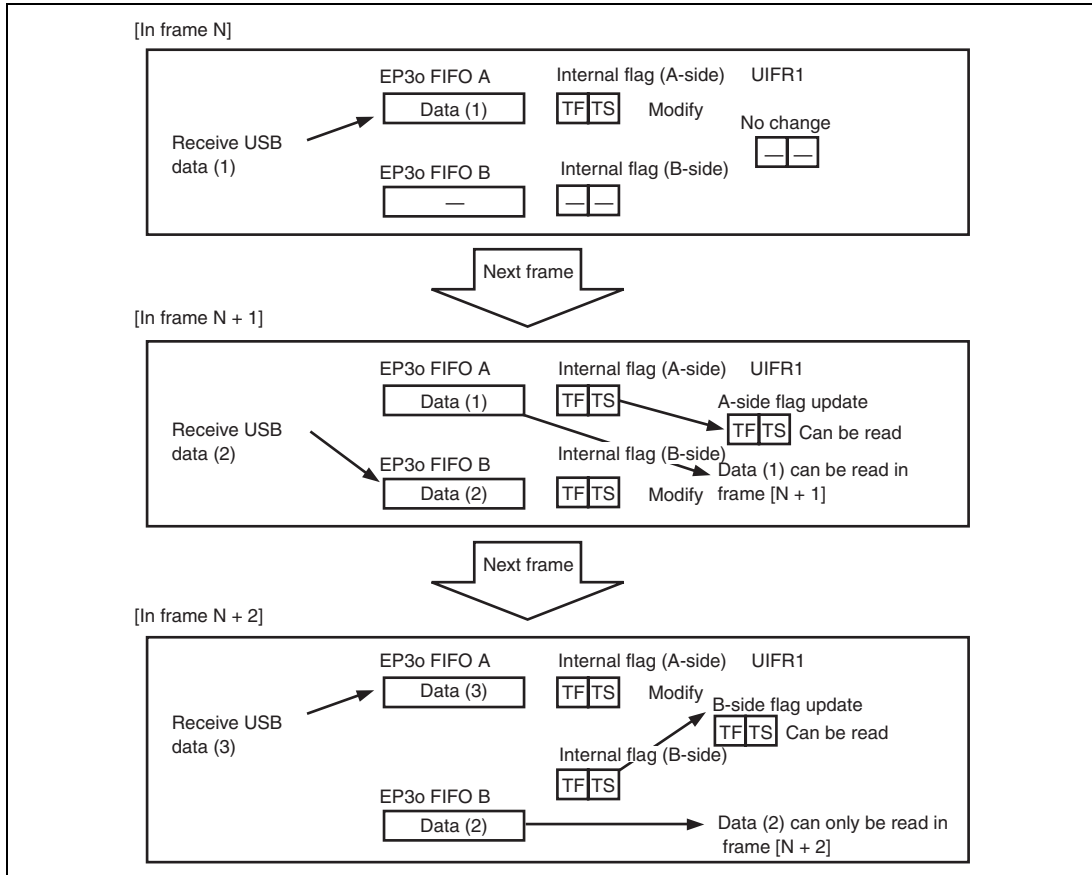 [In frame N]
EP3o FIFO A
Internal flag (A-side)
UIFR1
Data (1)
TF TS
Modify
No change
— —
Receive USB
data (1)
EP3o FIFO B
Internal flag (B-side)
—
— —
Next frame
[In frame N + 1]
EP3o FIFO A
Internal flag (A-side)
UIFR1
Data (1)
TF TS
A-side flag update
TF TS Can be read
Receive USB
data (2)
EP3o FIFO B
Internal flag (B-side)
Data (2)
TF TS
Modify
Data (1) can be read in
frame [N + 1]
Next frame
[In frame N + 2]
EP3o FIFO A
Internal flag (A-side)
UIFR1
Data (3)
TF TS
Modify
B-side flag update
TF TS Can be read
Receive USB
data (3)
Internal flag (B-side)
TF TS
EP3o FIFO B
Data (2)
Data (2) can only be read in
frame [N + 2]